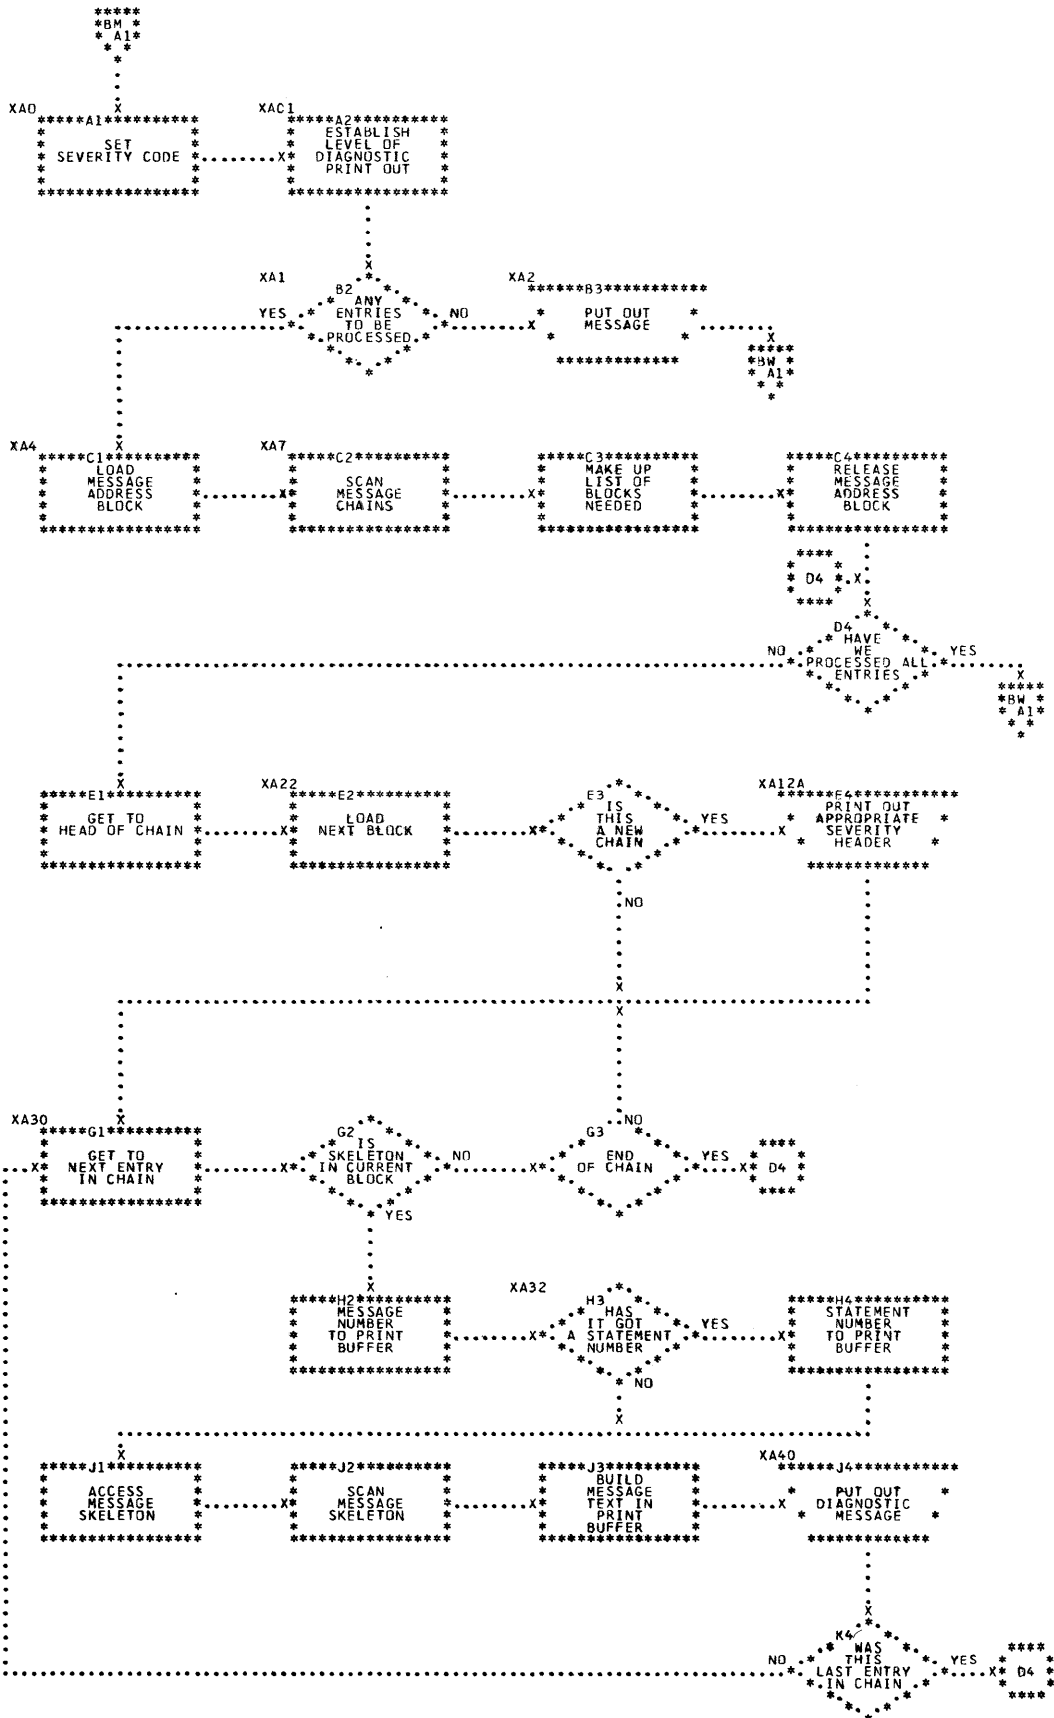 BM
A1
XA0
A1
SET
SEVERITY CODE
XAC1
A2
ESTABLISH
LEVEL OF
DIAGNOSTIC
PRINT OUT
XA1
B2
ANY
ENTRIES
TO BE
PROCESSED
YES
NO
XA2
B3
PUT OUT
MESSAGE
BW
A1
XA4
C1
LOAD
MESSAGE
ADDRESS
BLOCK
XA7
C2
SCAN
MESSAGE
CHAINS
C3
MAKE UP
LIST OF
BLOCKS
NEEDED
C4
RELEASE
MESSAGE
ADDRESS
BLOCK
D4
D4
HAVE
WE
PROCESSED ALL
ENTRIES
NO
YES
BW
A1
E1
GET TO
HEAD OF CHAIN
XA22
E2
LOAD
NEXT BLOCK
E3
IS
THIS
A NEW
CHAIN
YES
NO
XA12A
E4
PRINT OUT
APPROPRIATE
SEVERITY
HEADER
XA30
G1
GET TO
NEXT ENTRY
IN CHAIN
G2
IS
SKELETON
IN CURRENT
BLOCK
NO
YES
G3
END
OF CHAIN
NO
YES
D4
H2
MESSAGE
NUMBER
TO PRINT
BUFFER
XA32
H3
HAS
IT GOT
A STATEMENT
NUMBER
YES
NO
H4
STATEMENT
NUMBER
TO PRINT
BUFFER
J1
ACCESS
MESSAGE
SKELETON
J2
SCAN
MESSAGE
SKELETON
J3
BUILD
MESSAGE
TEXT IN
PRINT
BUFFER
XA40
J4
PUT OUT
DIAGNOSTIC
MESSAGE
K4
WAS
THIS
LAST ENTRY
IN CHAIN
NO
YES
D4